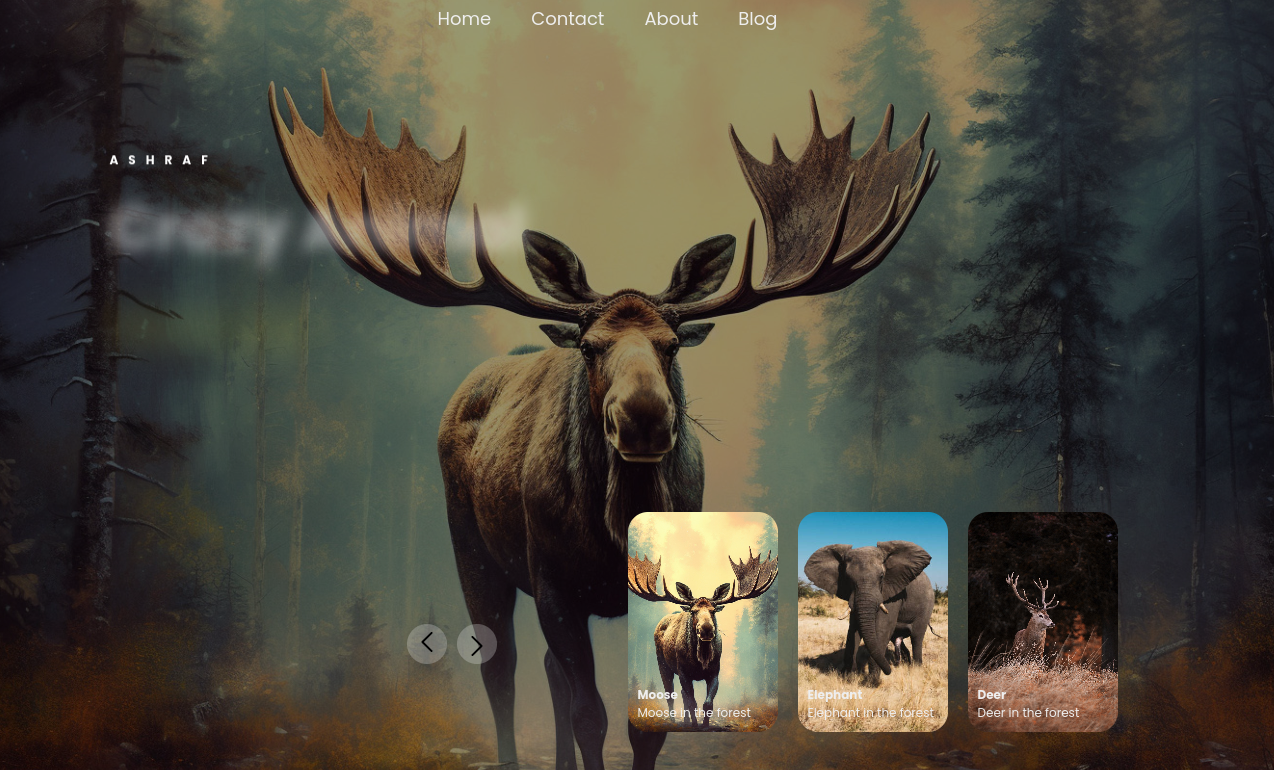 Home Contact About Blog
ASHRAF
Crazy
Moose
Moose in the forest
Elephant
Elephant in the forest
Deer
Deer in the forest